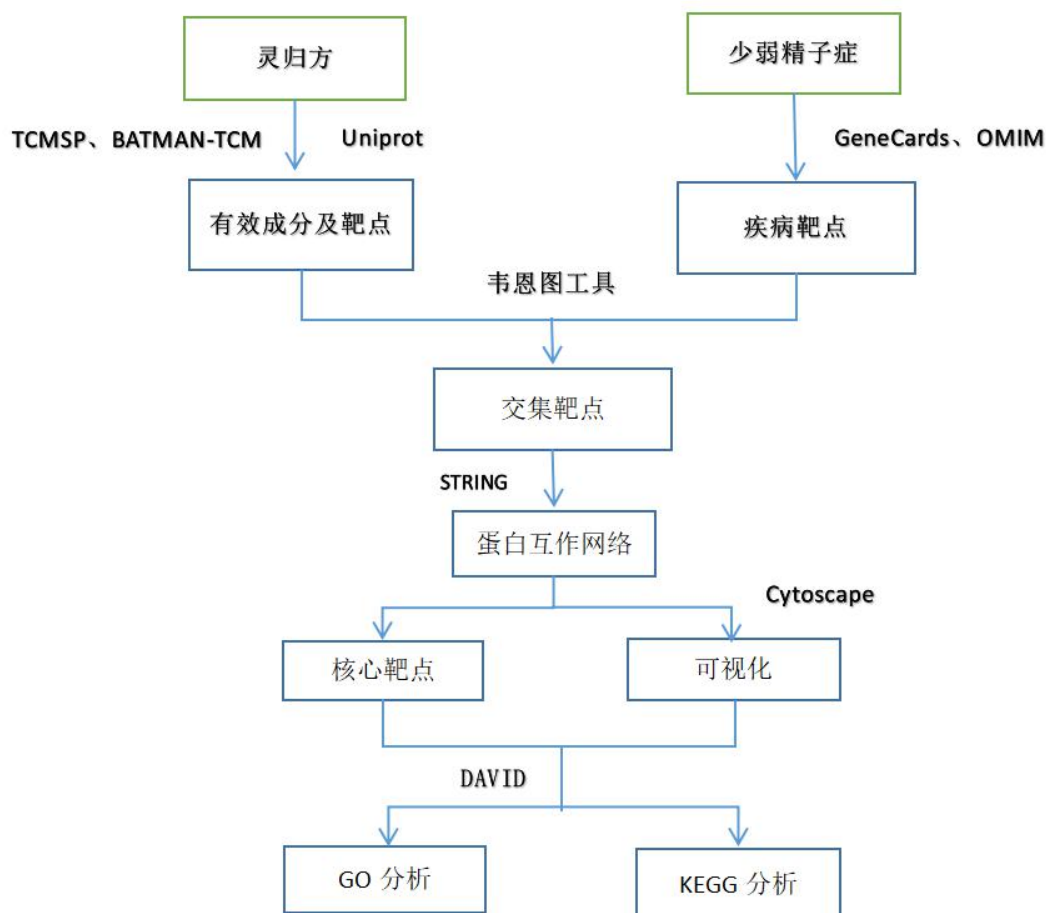 灵归方
少弱精子症
TCMSP、BATMAN-TCM
Uniprot
GeneCards、OMIM
有效成分及靶点
疾病靶点
韦恩图工具
交集靶点
STRING
蛋白互作网络
Cytoscape
核心靶点
可视化
DAVID
GO 分析
KEGG 分析